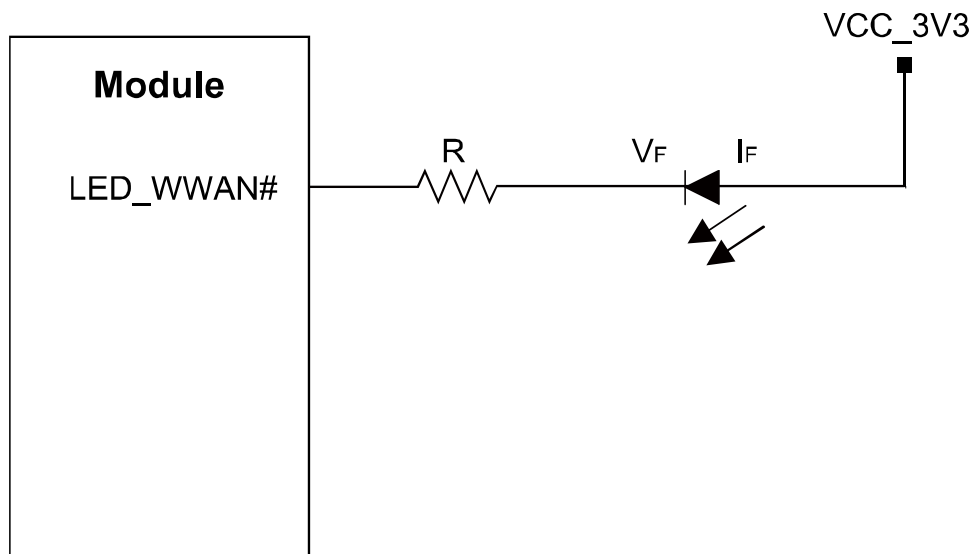 VCC_3V3
Module
R
VF
IF
LED_WWAN#